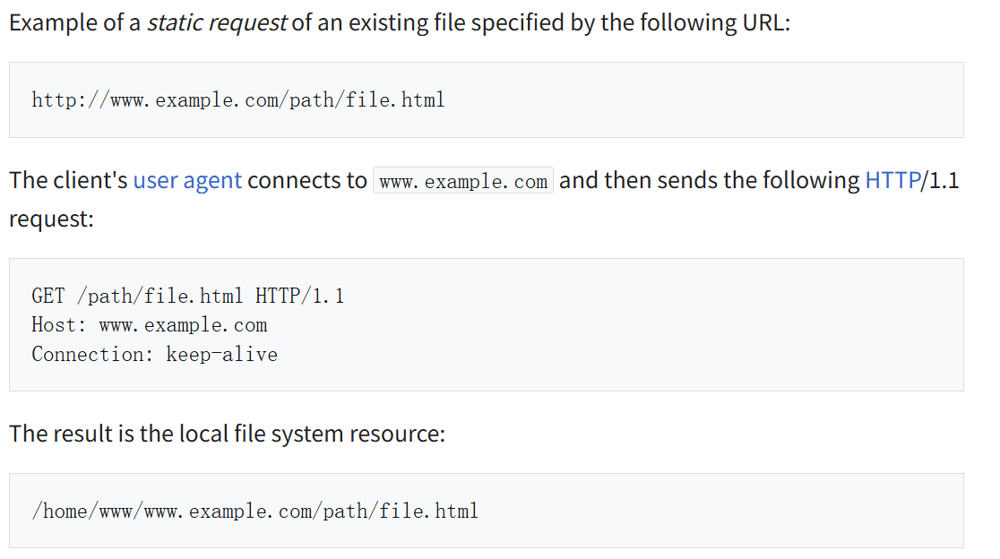 Example of a static request of an existing file specified by the following URL:
http://www.example.com/path/file.html
The client's user agent connects to www.example.com and then sends the following HTTP/1.1
request:
GET /path/file.html HTTP/1.1
Host: www.example.com
Connection: keep-alive
The result is the local file system resource:
/home/www/www.example.com/path/file.html